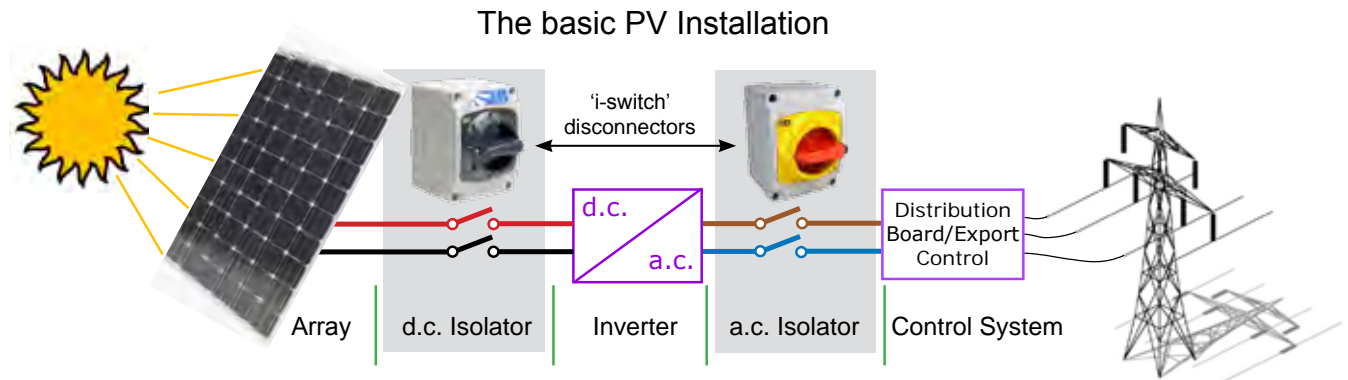 The basic PV Installation
'i-switch'
disconnectors
d.c.
a.c.
Distribution
Board/Export
Control
Array
d.c. Isolator
Inverter
a.c. Isolator
Control System